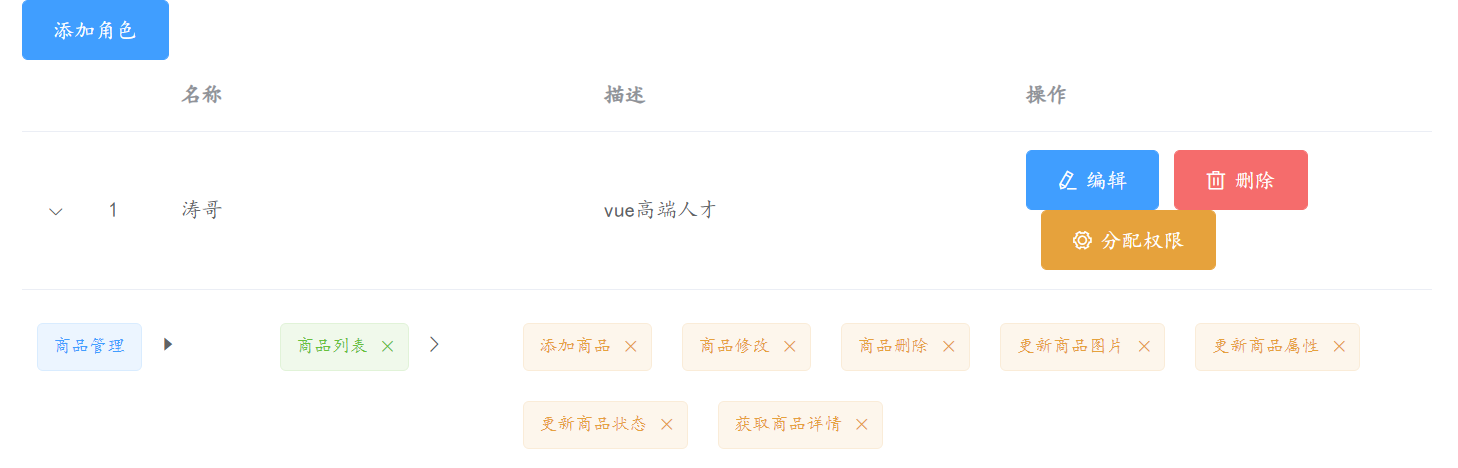 添加角色
名称 描述 操作
编辑 删除
1 涛哥 vue高端人才
分配权限
商品管理 商品列表 添加商品 商品修改 商品删除 更新商品图片 更新商品属性
更新商品状态 获取商品详情